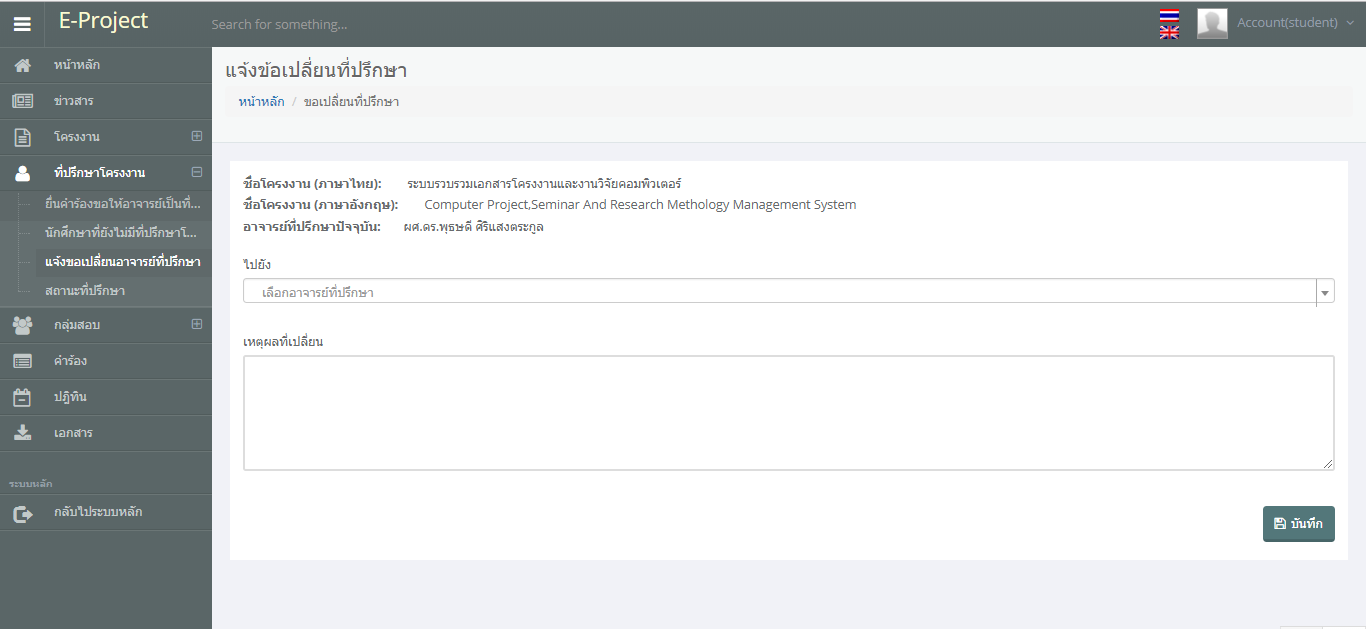 E-Project
Search for something...
Account(student)
หน้าหลัก
ข่าวสาร
โครงงาน
ที่ปรึกษาโครงงาน
ยื่นคำร้องขอให้อาจารย์เป็นที่...
นักศึกษาที่ยังไม่มีที่ปรึกษาโ...
แจ้งขอเปลี่ยนอาจารย์ที่ปรึกษา
สถานะที่ปรึกษา
กลุ่มสอบ
คำร้อง
ปฏิทิน
เอกสาร
ระบบหลัก
กลับไประบบหลัก
แจ้งข้อเปลี่ยนที่ปรึกษา
หน้าหลัก / ขอเปลี่ยนที่ปรึกษา
ชื่อโครงงาน (ภาษาไทย): ระบบรวบรวมเอกสารโครงงานและงานวิจัยคอมพิวเตอร์
ชื่อโครงงาน (ภาษาอังกฤษ): Computer Project,Seminar And Research Methology Management System
อาจารย์ที่ปรึกษาปัจจุบัน: ผศ.ดร.พุธษดี ศิริแสงตระกูล
ไปยัง
เลือกอาจารย์ที่ปรึกษา
เหตุผลที่เปลี่ยน
บันทึก